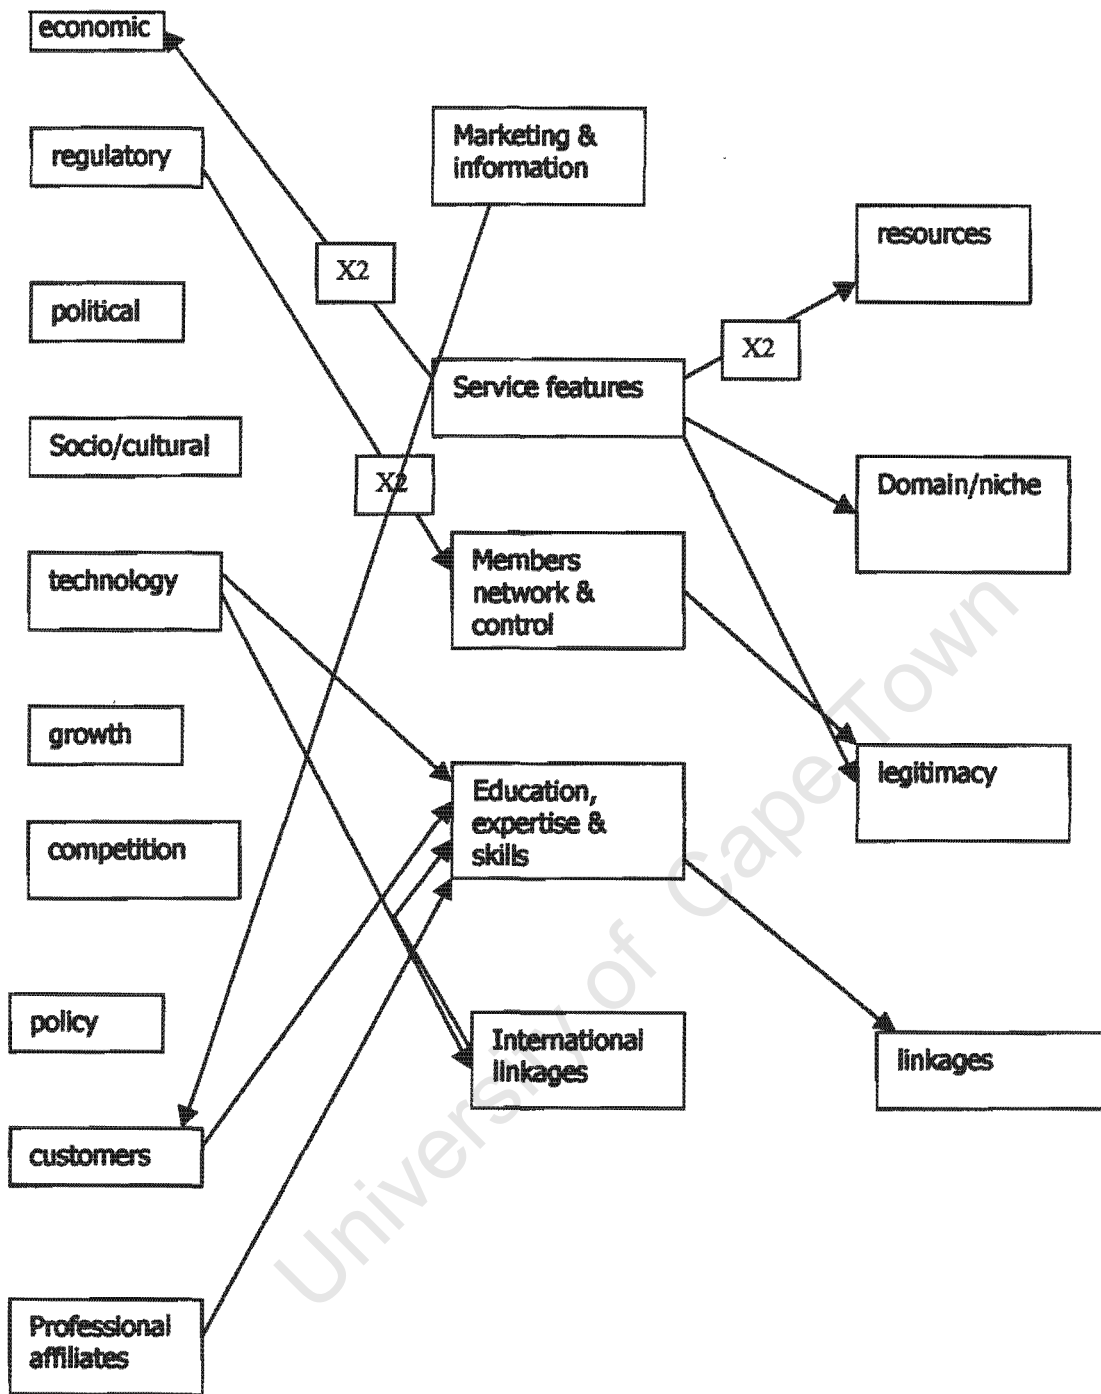 economic
regulatory
political
Socio/cultural
technology
growth
competition
policy
customers
Professional
affiliates
Marketing &
information
X2
Service features
X2
Members
network &
control
Education,
expertise &
skills
International
linkages
X2
resources
Domain/niche
legitimacy
linkages
University of Cape Town